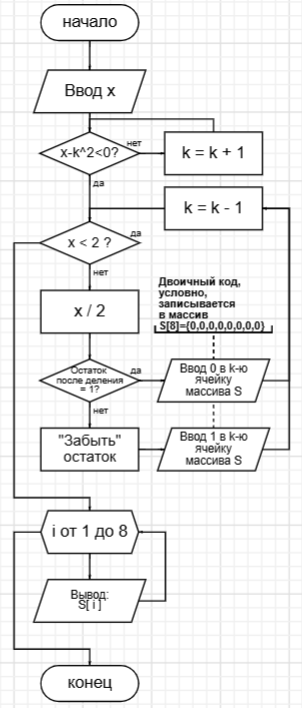 начало
Ввод x
x-k^2<0?
нет
k = k + 1
да
k = k - 1
x < 2 ?
да
нет
x / 2
Двоичный код,
условно,
записывается
в массив
S[8]={0,0,0,0,0,0,0,0}
Остаток
после деления
= 1?
да
Ввод 0 в k-ю
ячейку
массива S
нет
"Забыть"
остаток
Ввод 1 в k-ю
ячейку
массива S
i от 1 до 8
Вывод:
S[ i ]
конец